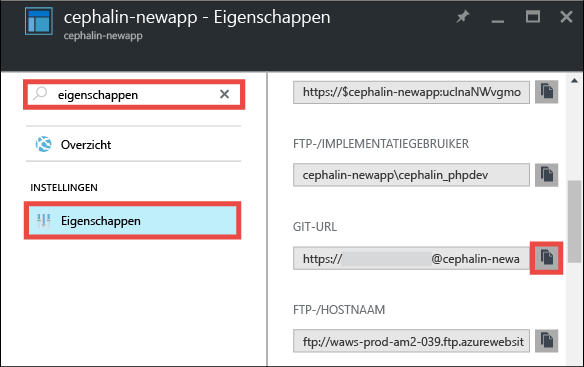 cephalin-newapp - Eigenschappen
cephalin-newapp
eigenschappen
Overzicht
INSTELLINGEN
Eigenschappen
https://$cephalin-newapp:uclnaNWvgmo
FTP-/IMPLEMENTATIEGEBRUIKER
cephalin-newapp\cephalin_phpdev
GIT-URL
https:// @cephalin-newa
FTP-/HOSTNAAM
ftp://waws-prod-am2-039.ftp.azurewebsit